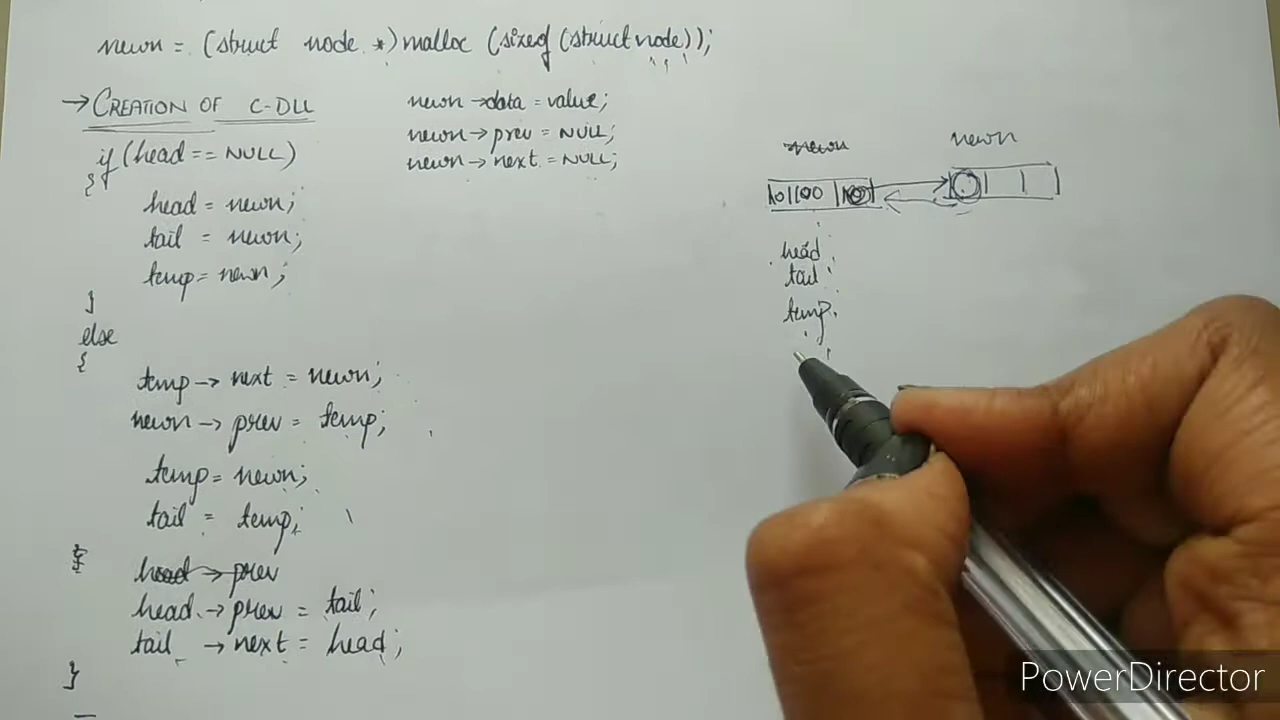 newn = (struct node *) malloc (sizeof (struct node));
→ CREATION OF C-DLL
newn → data = value;
newn → prev = NULL;
newn → next = NULL;
if (head == NULL)
{
head = newn;
tail = newn;
temp = newn;
}
else
{
temp → next = newn;
newn → prev = temp;
temp = newn;
tail = temp;
head → prev
head → prev = tail;
tail → next = head;
}
newn
newn
head
tail
temp
PowerDirector